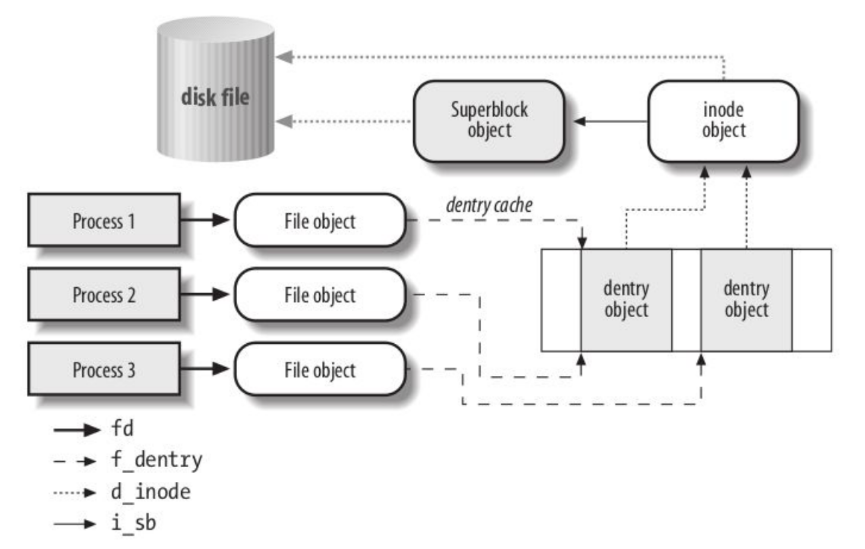 disk file
Superblock
object
inode
object
Process 1
File object
dentry cache
Process 2
File object
dentry
object
dentry
object
Process 3
File object
fd
f_dentry
d_inode
i_sb